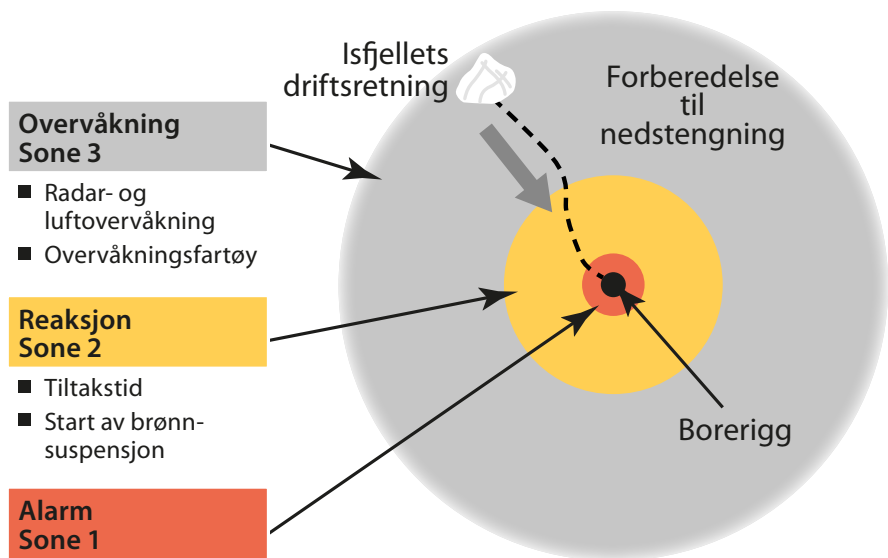 Isfjellets
driftsretning
Forberedelse
til
nedstengning
Overvåkning
Sone 3
■ Radar- og
luftovervåkning
■ Overvåkningsfartøy
Reaksjon
Sone 2
■ Tiltakstid
■ Start av brønn-
suspensjon
Borerigg
Alarm
Sone 1